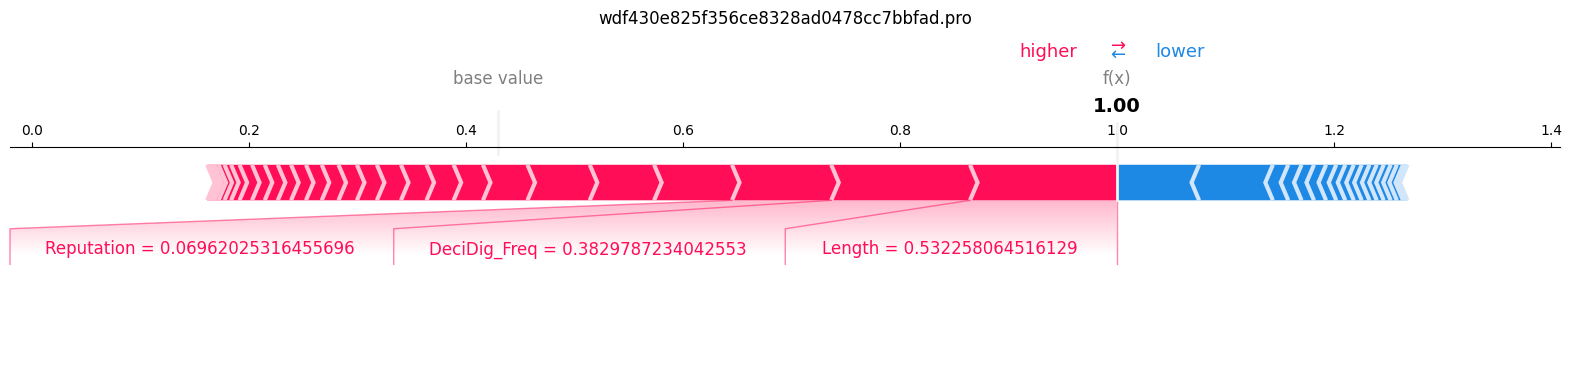 wdf430e825f356ce8328ad0478cc7bbfad.pro
higher ⇄ lower
base value f(x)
1.00
0.0 0.2 0.4 0.6 0.8 1.0 1.2 1.4
Reputation = 0.06962025316455696 DeciDig_Freq = 0.3829787234042553 Length = 0.532258064516129